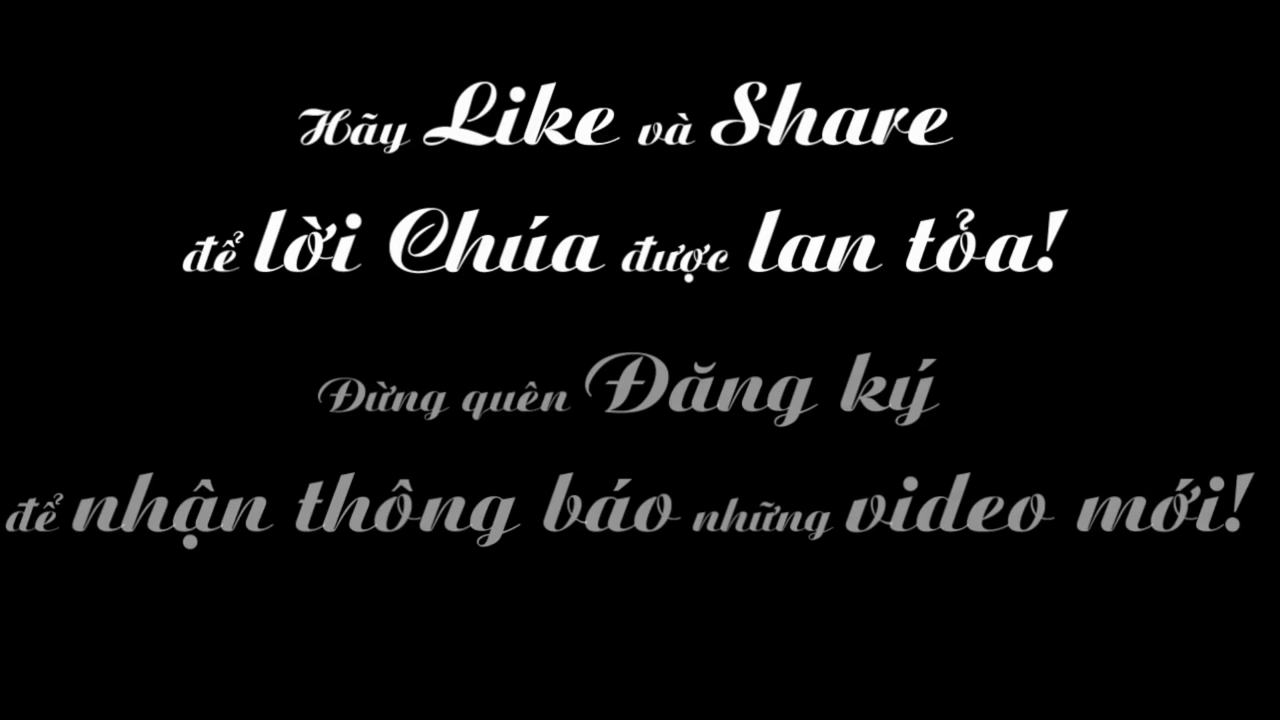 Hãy Like và Share
để lời Chúa được lan tỏa!
Đừng quên Đăng ký
để nhận thông báo những video mới!